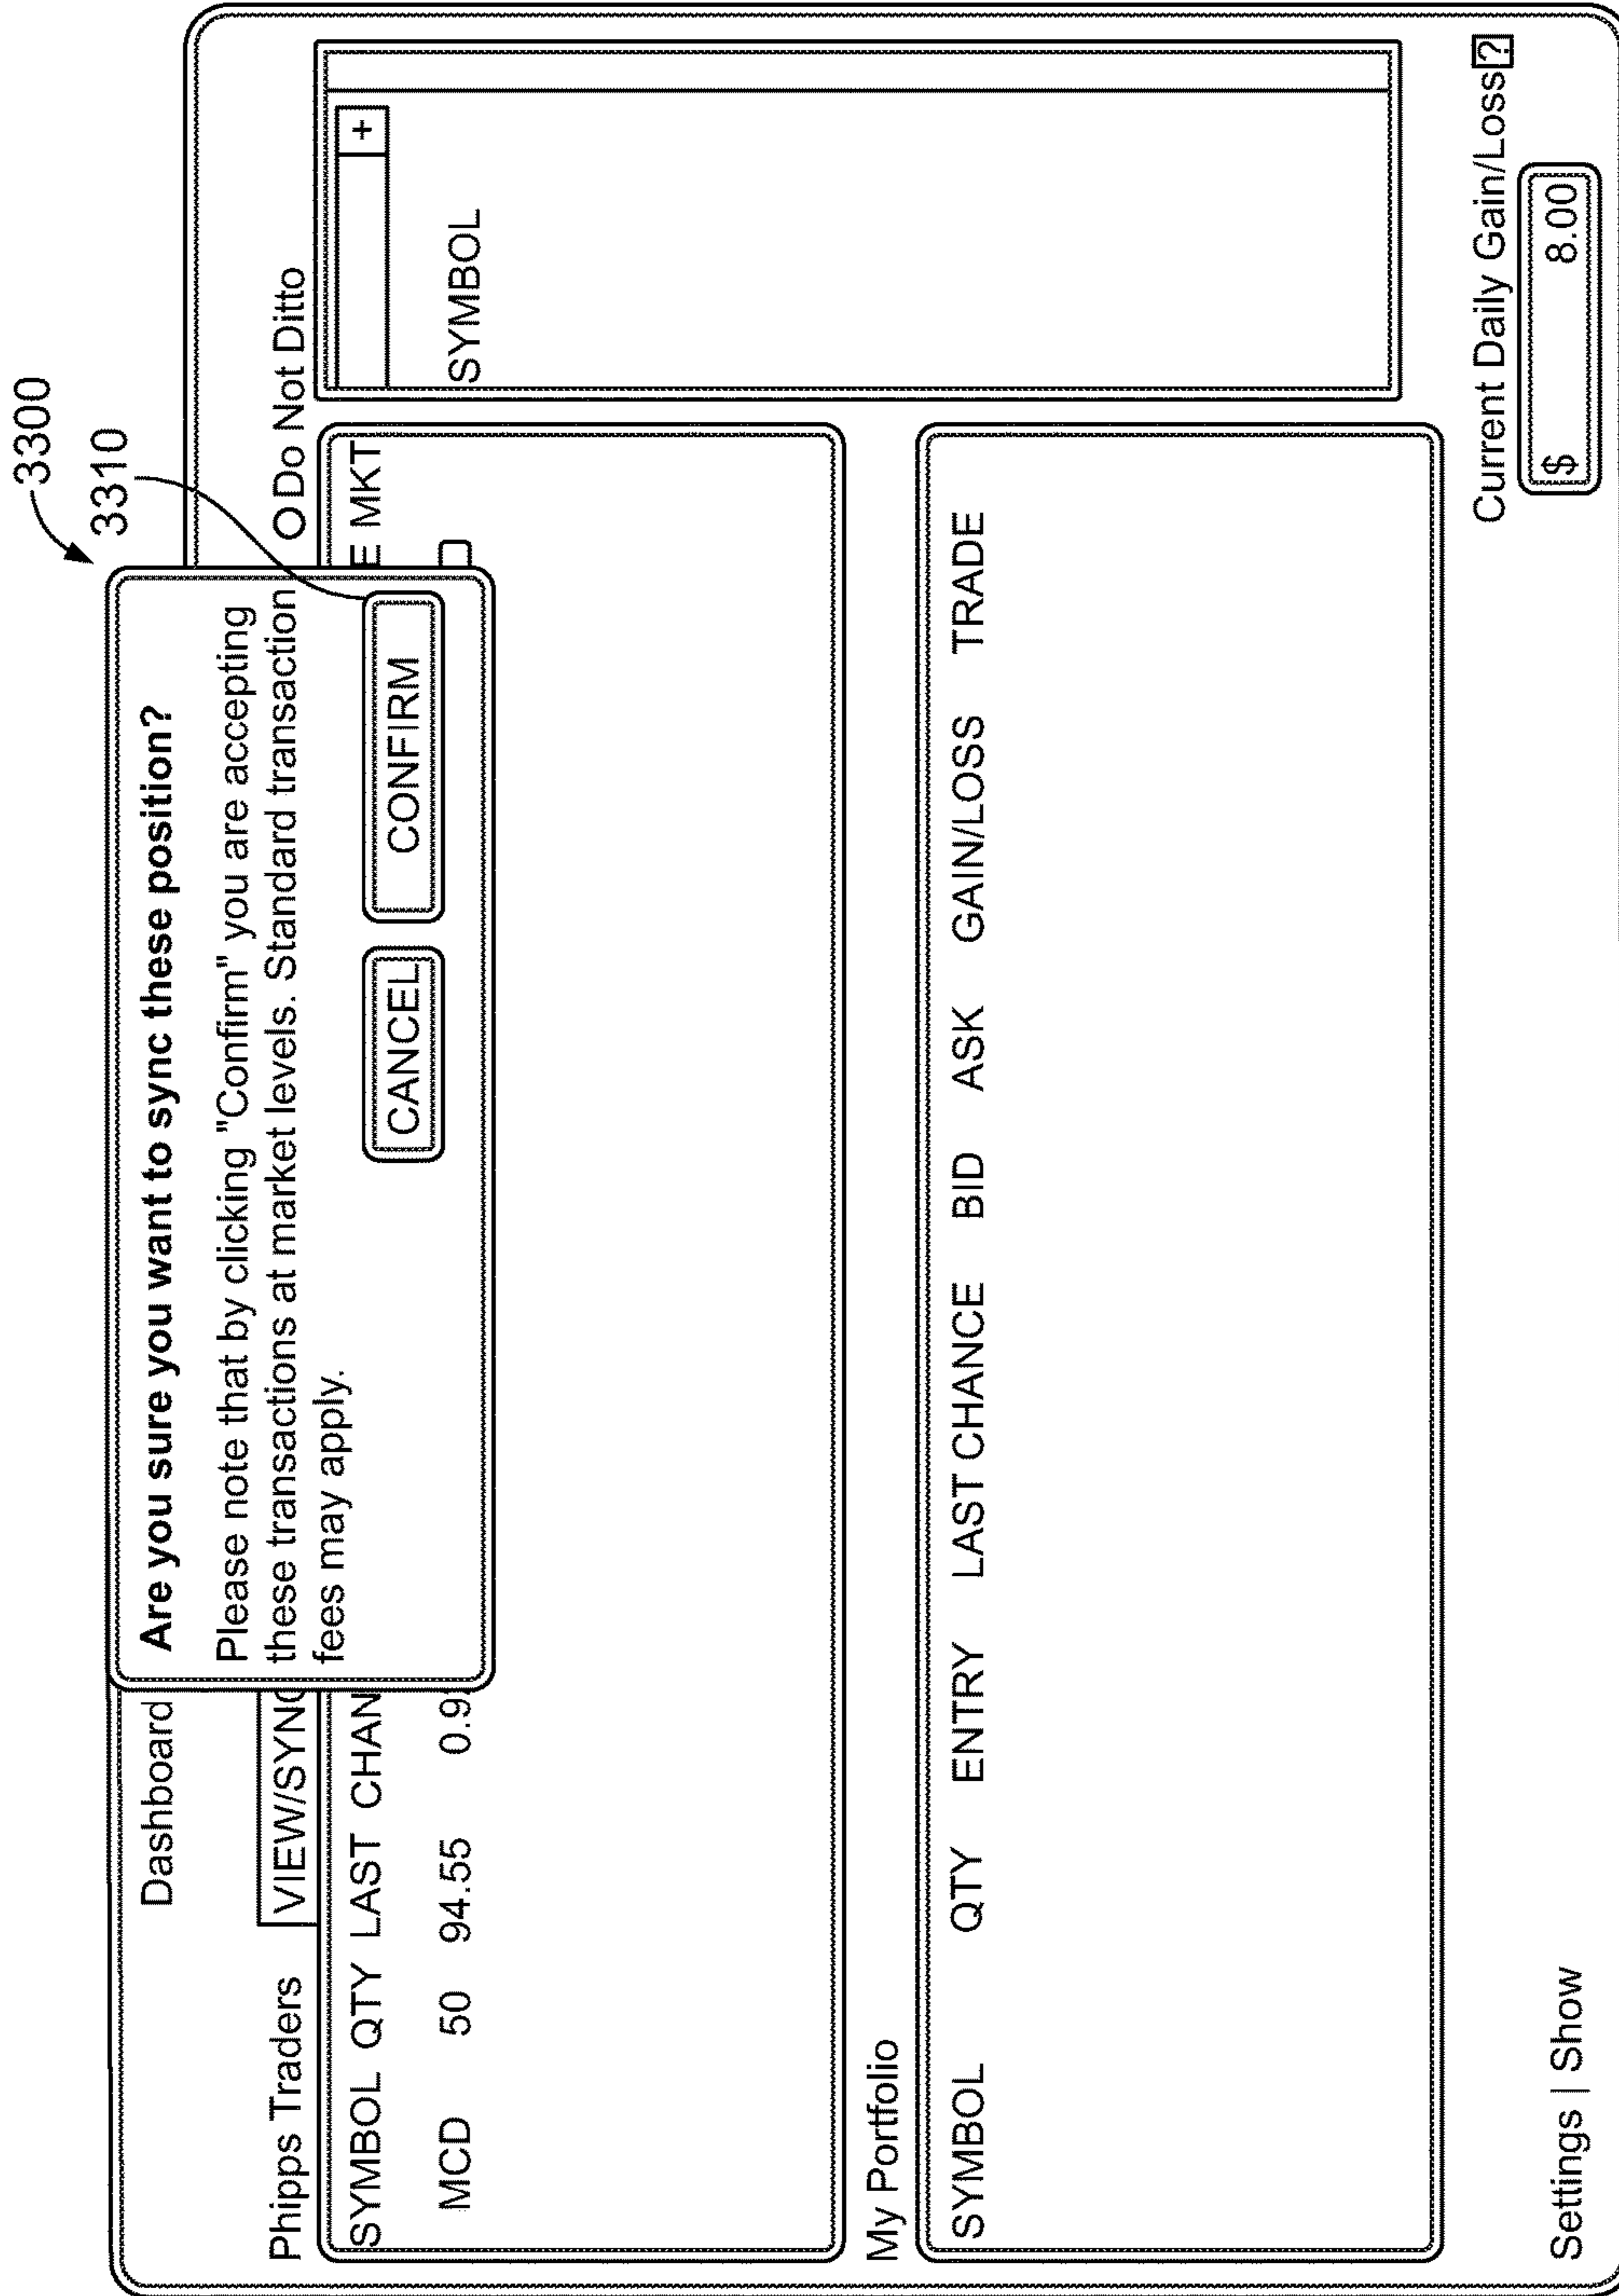 3300
3310
Dashboard
Are you sure you want to sync these position?
Please note that by clicking "Confirm" you are accepting
these transactions at market levels. Standard transaction
fees may apply.
CANCEL CONFIRM
Phipps Traders VIEW/SYNC O Do Not Ditto
SYMBOL QTY LAST CHAN E MKT
MCD 50 94.55 0.9
+
SYMBOL
My Portfolio
SYMBOL QTY ENTRY LAST CHANCE BID ASK GAIN/LOSS TRADE
Current Daily Gain/Loss ?
$ 8.00
Settings | Show